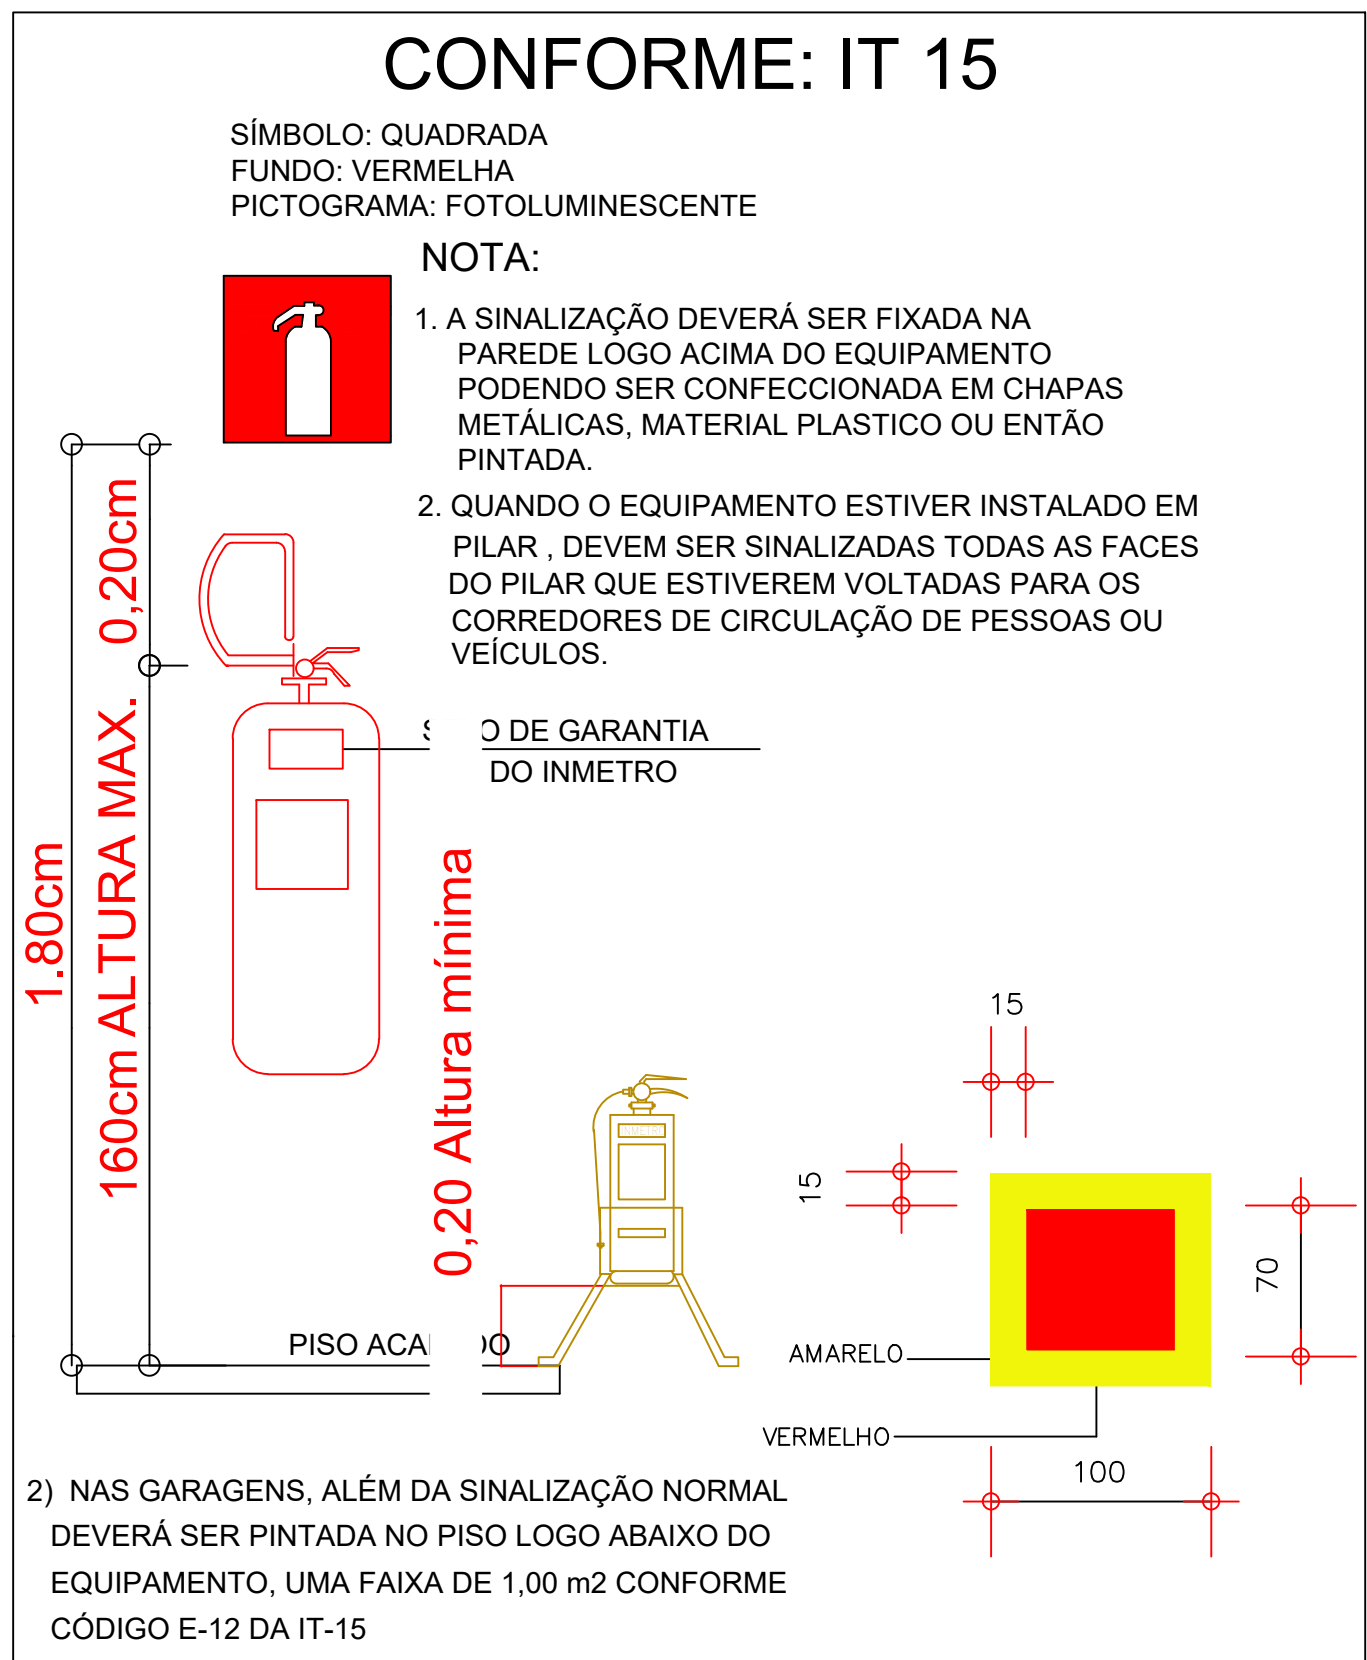 CONFORME: IT 15
SÍMBOLO: QUADRADA
FUNDO: VERMELHA
PICTOGRAMA: FOTOLUMINESCENTE
NOTA:
1. A SINALIZAÇÃO DEVERÁ SER FIXADA NA
PAREDE LOGO ACIMA DO EQUIPAMENTO
PODENDO SER CONFECCIONADA EM CHAPAS
METÁLICAS, MATERIAL PLASTICO OU ENTÃO
PINTADA.
2. QUANDO O EQUIPAMENTO ESTIVER INSTALADO EM
PILAR , DEVEM SER SINALIZADAS TODAS AS FACES
DO PILAR QUE ESTIVEREM VOLTADAS PARA OS
CORREDORES DE CIRCULAÇÃO DE PESSOAS OU
VEÍCULOS.
0,20cm
160cm ALTURA MAX.
1.80cm
DE GARANTIA
DO INMETRO
0,20 Altura mínima
INMETRO
PISO
15
15
70
AMARELO
VERMELHO
100
2) NAS GARAGENS, ALÉM DA SINALIZAÇÃO NORMAL
DEVERÁ SER PINTADA NO PISO LOGO ABAIXO DO
EQUIPAMENTO, UMA FAIXA DE 1,00 m2 CONFORME
CÓDIGO E-12 DA IT-15